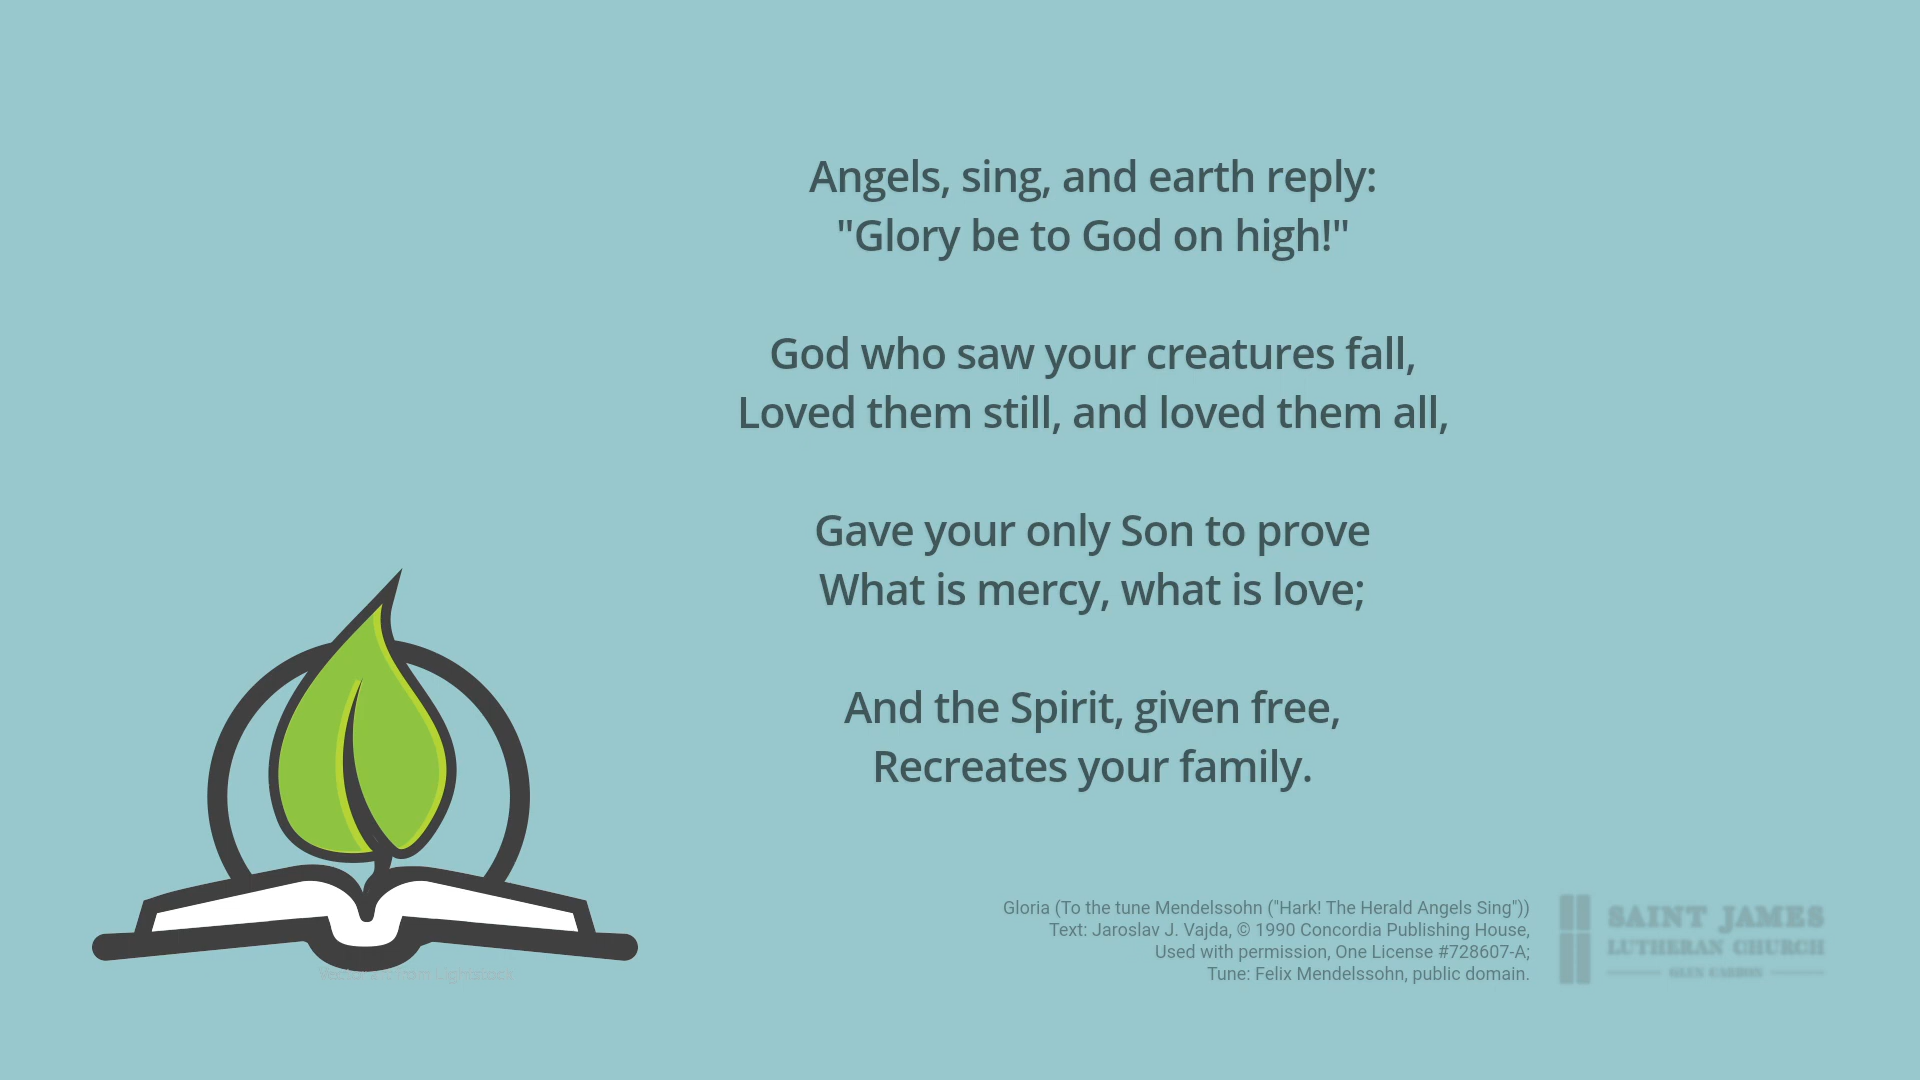 Angels, sing, and earth reply:
"Glory be to God on high!"
God who saw your creatures fall,
Loved them still, and loved them all,
Gave your only Son to prove
What is mercy, what is love;
And the Spirit, given free,
Recreates your family.
Gloria (To the tune Mendelssohn ("Hark! The Herald Angels Sing"))
Text: Jaroslav J. Vajda, © 1990 Concordia Publishing House,
Used with permission, One License #728607-A;
Tune: Felix Mendelssohn, public domain.
SAINT JAMES
LUTHERAN CHURCH
GLEN CARBON
from Lightstock